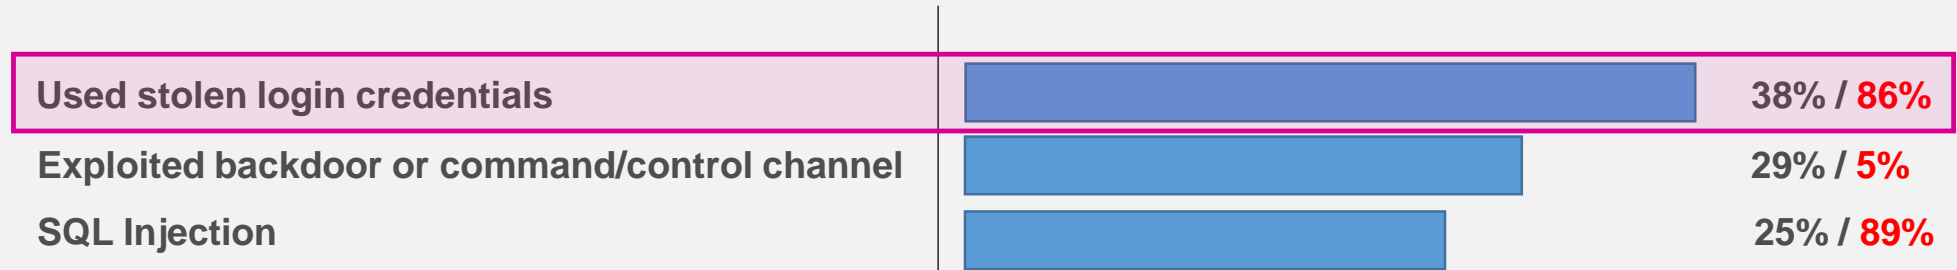 Used stolen login credentials 38% / 86%
Exploited backdoor or command/control channel 29% / 5%
SQL Injection 25% / 89%